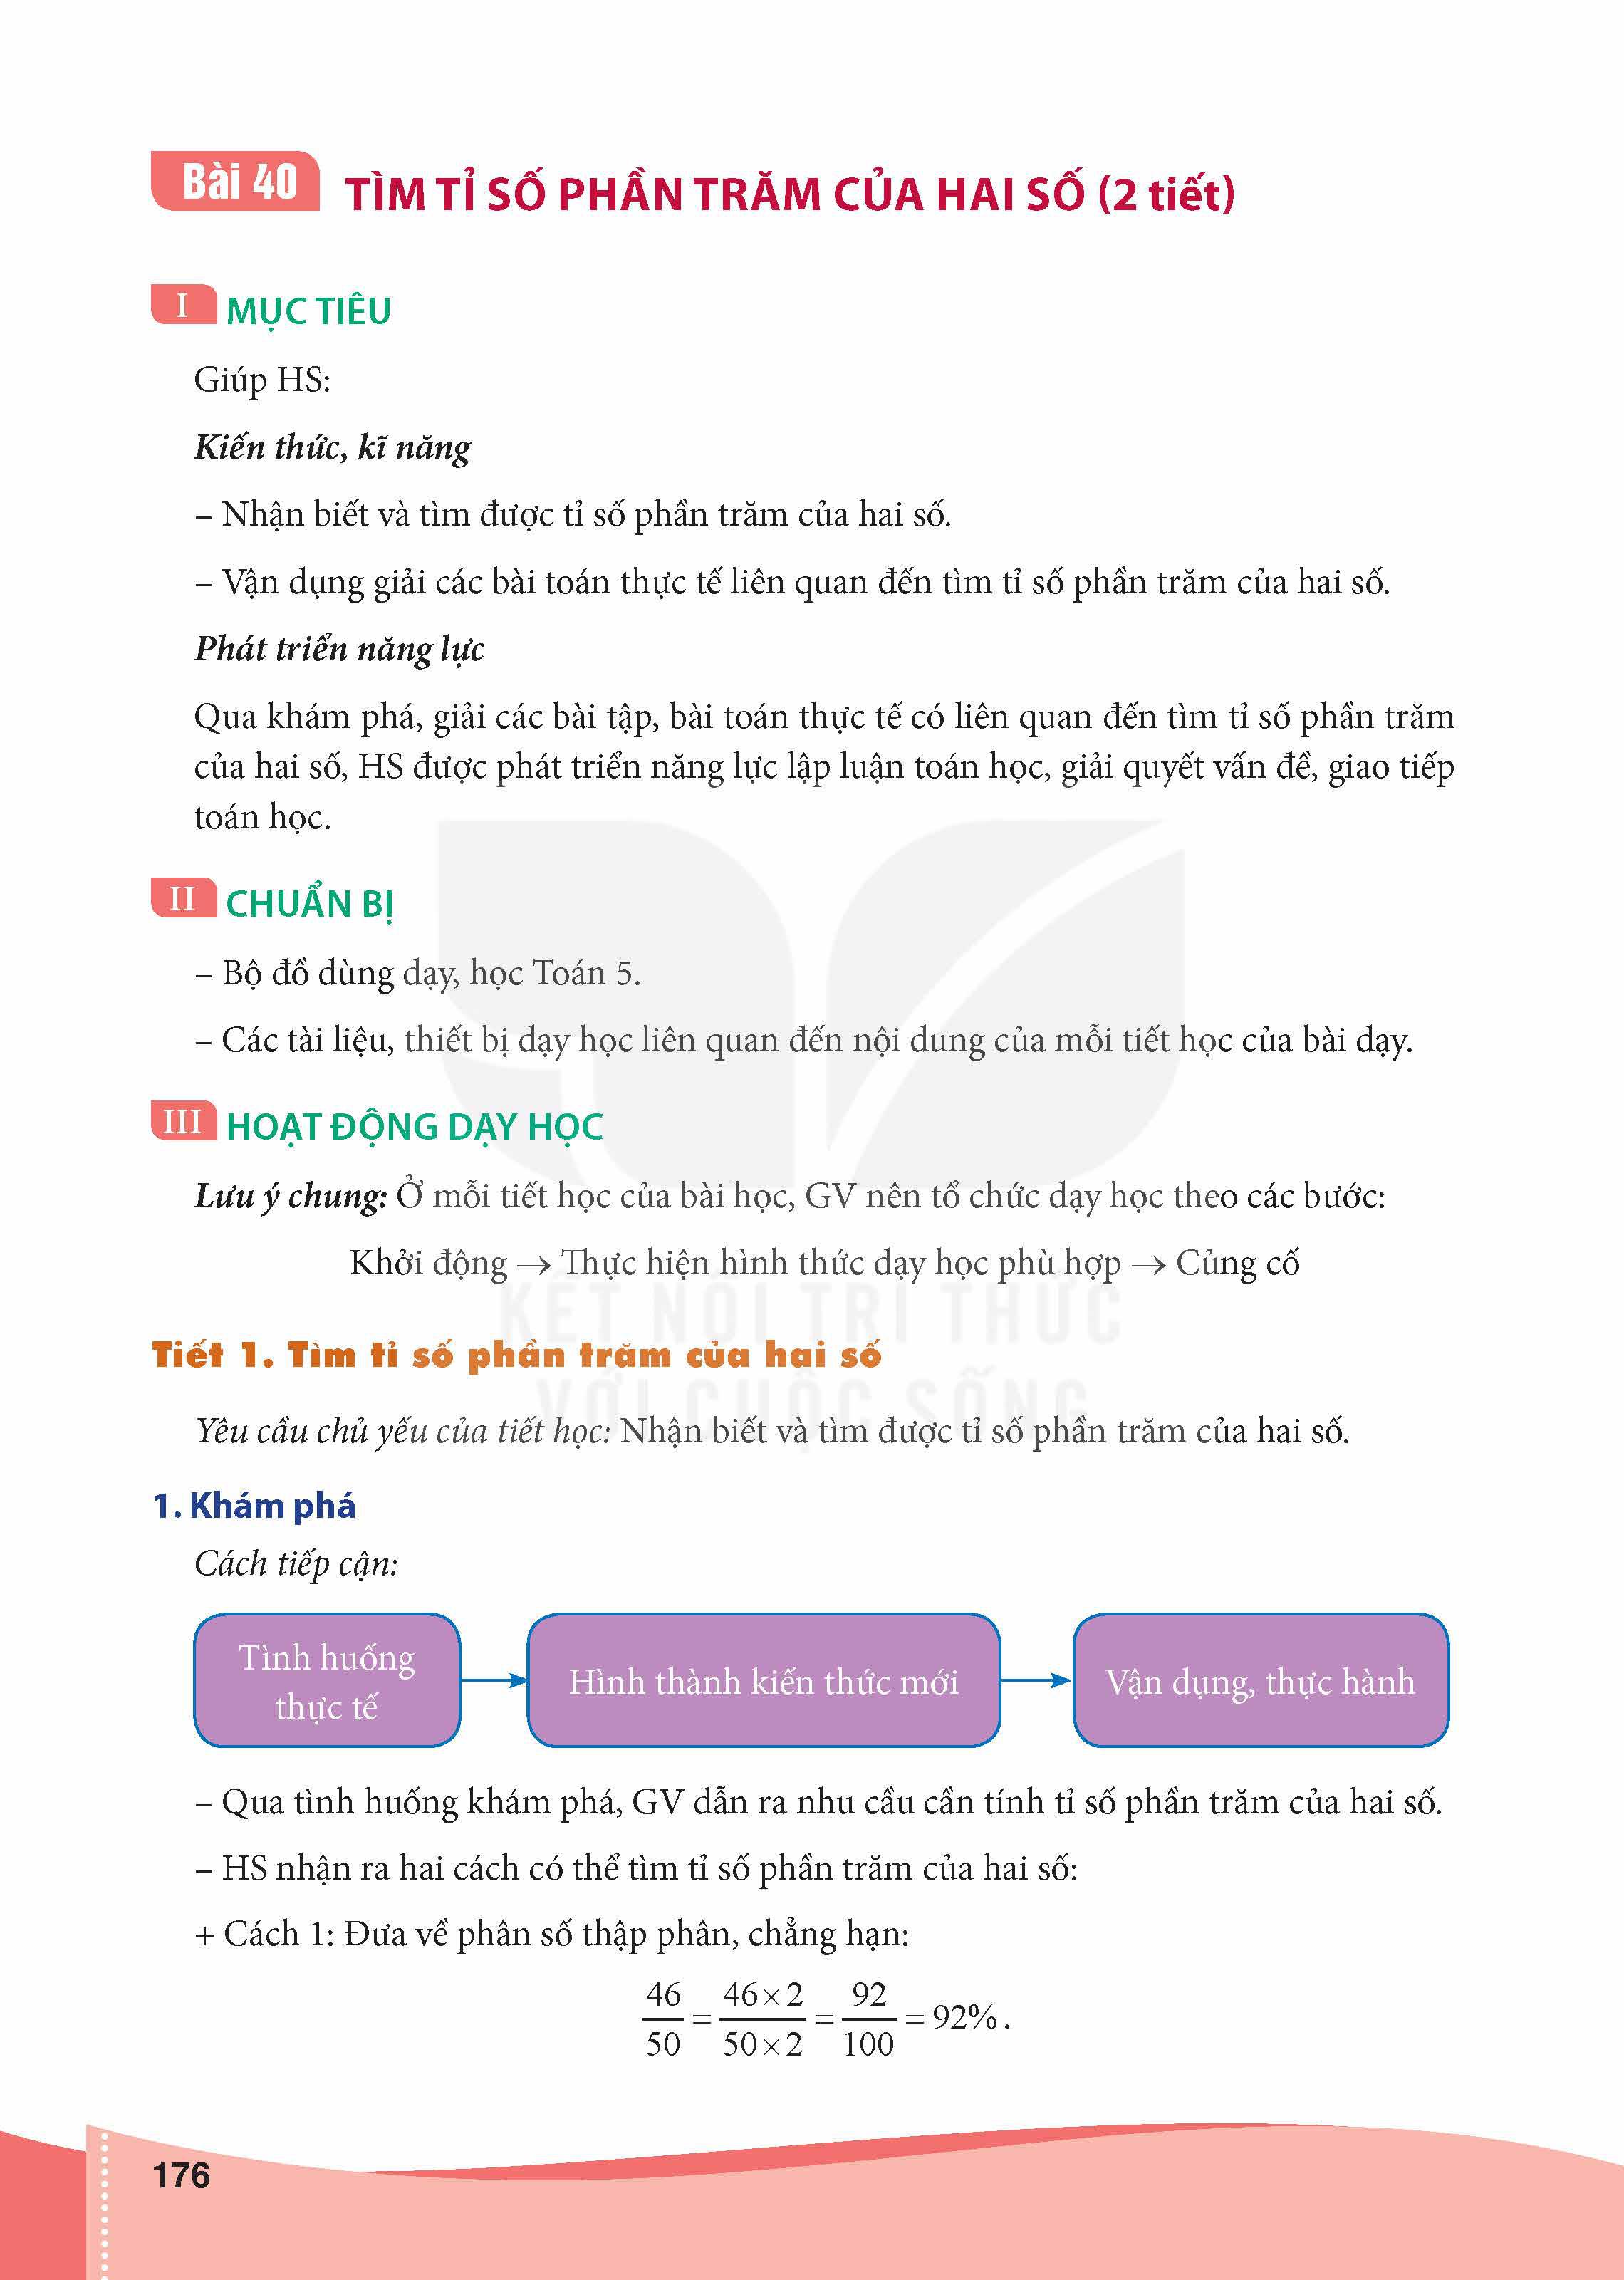 Bài 40
TÌM TỈ SỐ PHẦN TRĂM CỦA HAI SỐ (2 tiết)
I MỤC TIÊU
Giúp HS:
Kiến thức, kĩ năng
– Nhận biết và tìm được tỉ số phần trăm của hai số.
– Vận dụng giải các bài toán thực tế liên quan đến tìm tỉ số phần trăm của hai số.
Phát triển năng lực
Qua khám phá, giải các bài tập, bài toán thực tế có liên quan đến tìm tỉ số phần trăm
của hai số, HS được phát triển năng lực lập luận toán học, giải quyết vấn đề, giao tiếp
toán học.
II CHUẨN BỊ
– Bộ đồ dùng dạy, học Toán 5.
– Các tài liệu, thiết bị dạy học liên quan đến nội dung của mỗi tiết học của bài dạy.
III HOẠT ĐỘNG DẠY HỌC
Lưu ý chung: Ở mỗi tiết học của bài học, GV nên tổ chức dạy học theo các bước:
Khởi động → Thực hiện hình thức dạy học phù hợp → Củng cố
KẾT NỐI TRI THỨC
Tiết 1. Tìm tỉ số phần trăm của hai số
VỚI CUỘC SỐNG
Yêu cầu chủ yếu của tiết học: Nhận biết và tìm được tỉ số phần trăm của hai số.
1. Khám phá
Cách tiếp cận:
Tình huống
thực tế
Hình thành kiến thức mới
Vận dụng, thực hành
– Qua tình huống khám phá, GV dẫn ra nhu cầu cần tính tỉ số phần trăm của hai số.
– HS nhận ra hai cách có thể tìm tỉ số phần trăm của hai số:
+ Cách 1: Đưa về phân số thập phân, chẳng hạn:
46/50 = 46×2/50×2 = 92/100 = 92%.
176